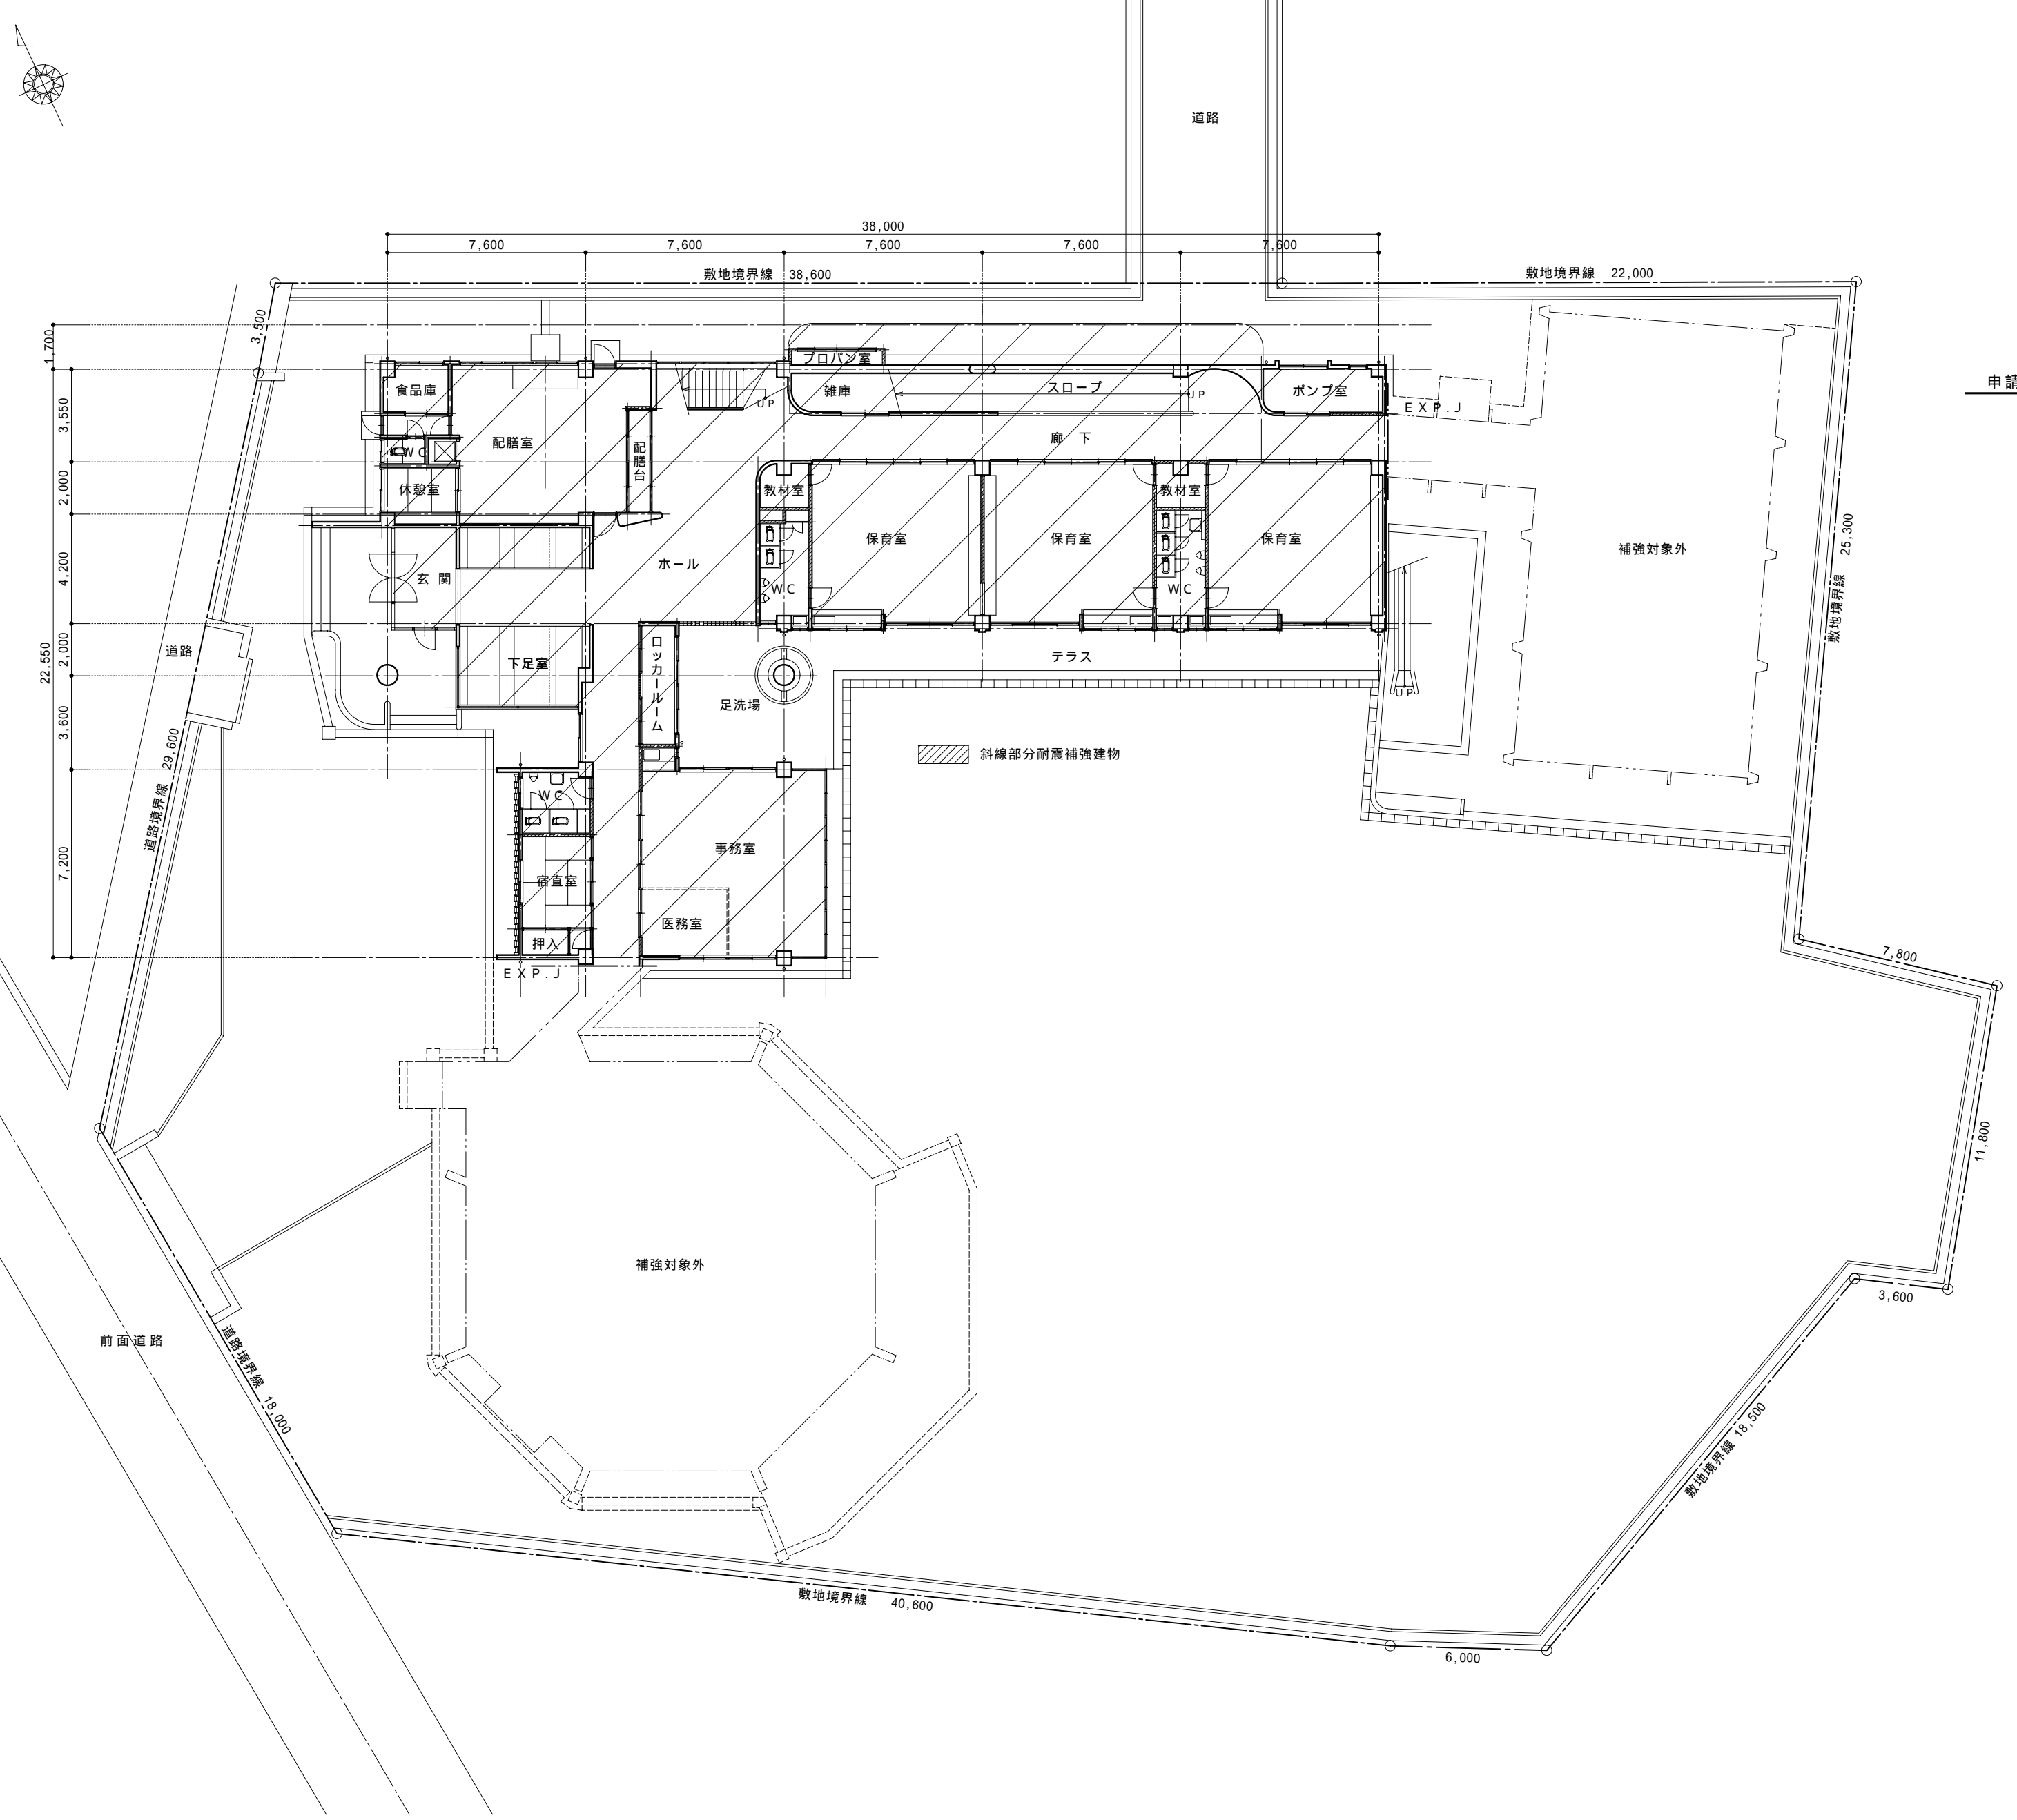 道路
38,000
7,600
7,600
7,600
7,600
7,600
敷地境界線 38,600
敷地境界線 22,000
3,500
1,700
プロパン室
申請
食品庫
雑庫
スロープ
ポンプ室
UP
UP
EXP.J
3,550
配膳室
配膳台
廊 下
WC
2,000
休憩室
教材室
教材室
22,550
4,200
保育室
保育室
保育室
補強対象外
敷地境界線 25,300
ホール
玄 関
WC
WC
道路
2,000
下足室
ロッカールーム
テラス
UP
足洗場
3,600
道路境界線 29,600
斜線部分耐震補強建物
WC
7,200
事務室
宿直室
医務室
押入
EXP.J
7,800
11,800
補強対象外
3,600
前面道路
道路境界線 18,000
敷地境界線 18,500
敷地境界線 40,600
6,000